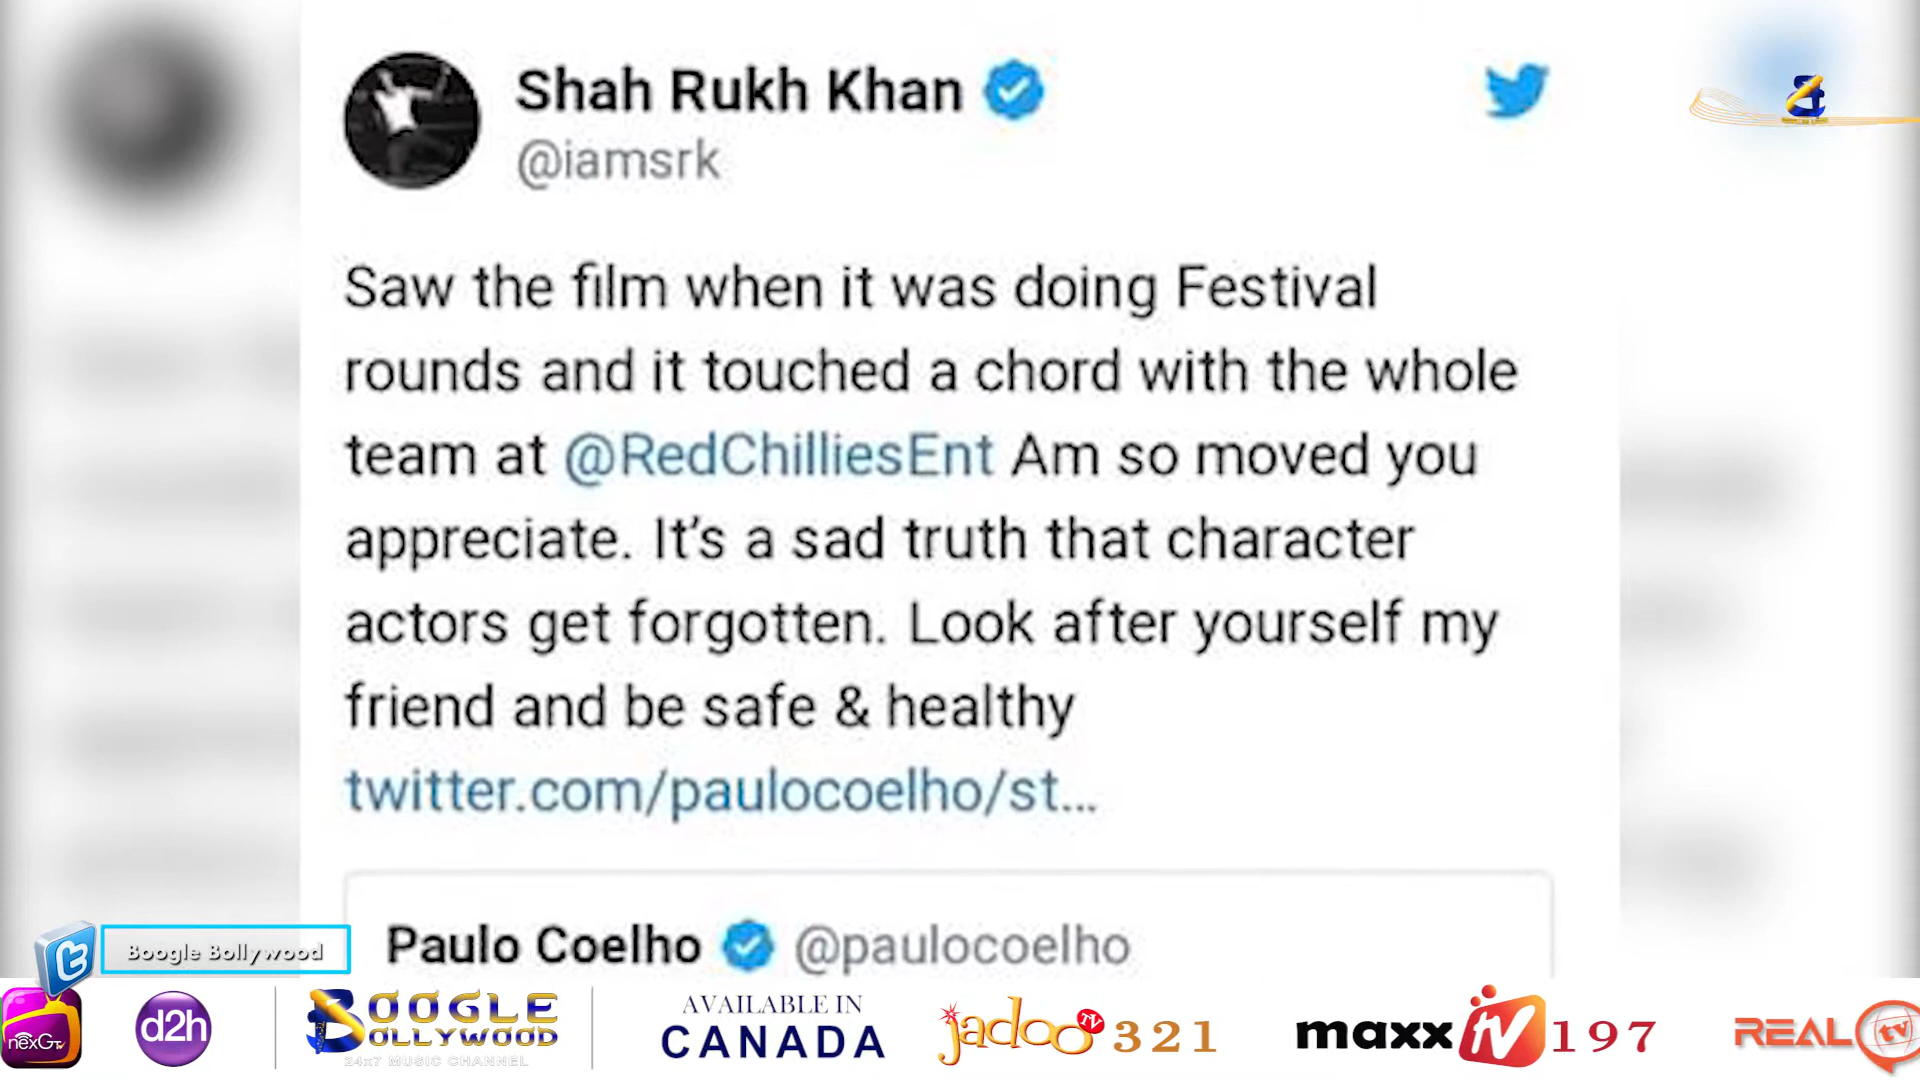 Shah Rukh Khan
@iamsrk
Saw the film when it was doing Festival
rounds and it touched a chord with the whole
team at @RedChilliesEnt Am so moved you
appreciate. It's a sad truth that character
actors get forgotten. Look after yourself my
friend and be safe & healthy
twitter.com/paulocoelho/st...
Paulo Coelho @paulocoelho
Boogle Bollywood
nexGTv
d2h
BOOGLE
BOLLYWOOD
24x7 MUSIC CHANNEL
AVAILABLE IN
CANADA
jadoo TV 321
maxx tv 197
REAL tv